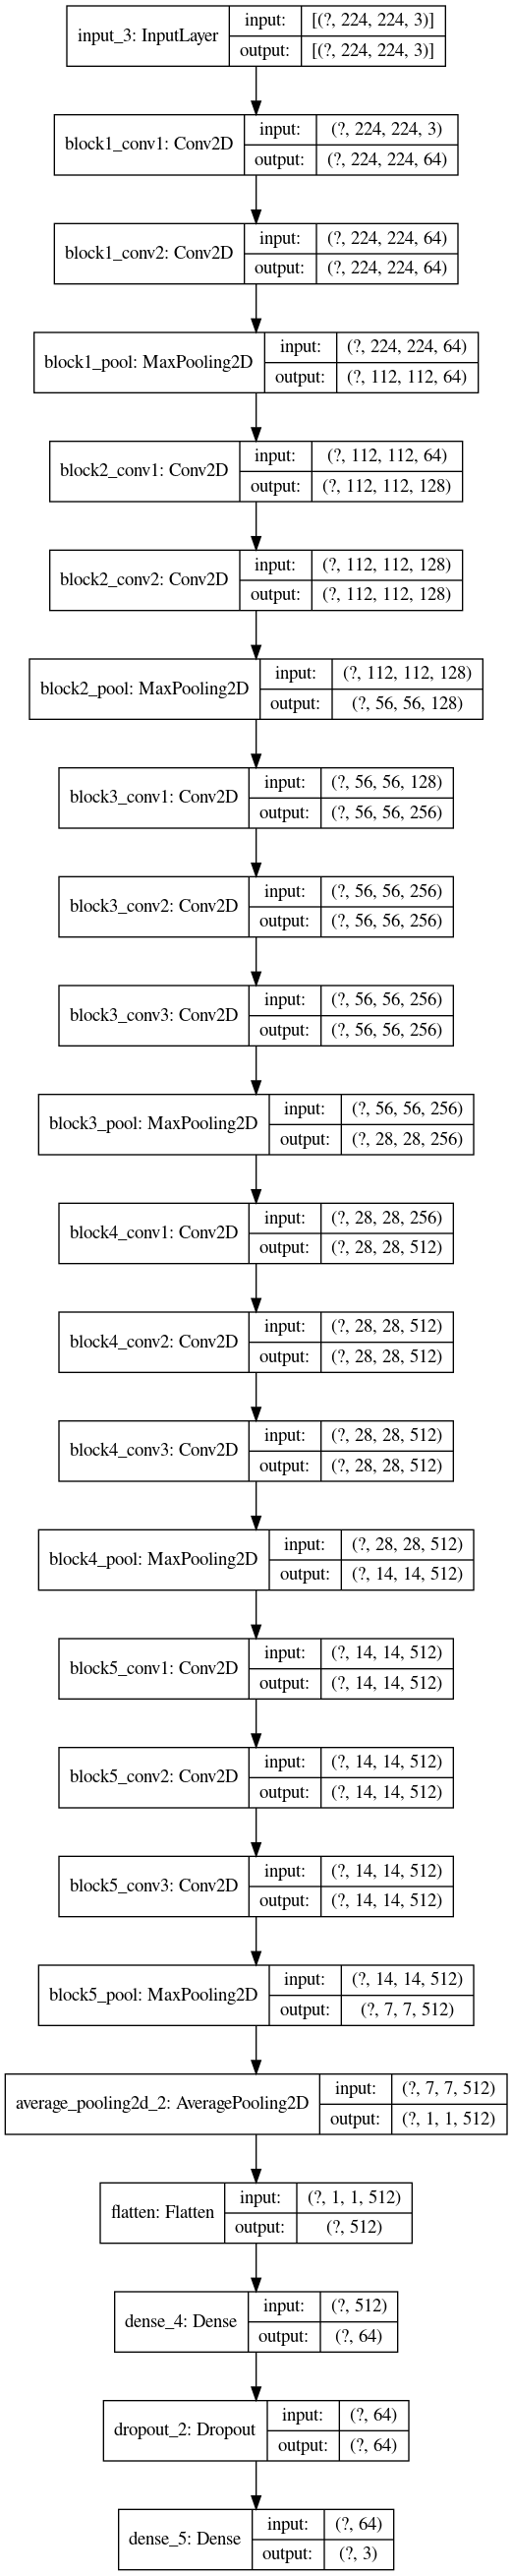 input_3: InputLayer input: [(?, 224, 224, 3)]
output: [(?, 224, 224, 3)]
block1_conv1: Conv2D input: (?, 224, 224, 3)
output: (?, 224, 224, 64)
block1_conv2: Conv2D input: (?, 224, 224, 64)
output: (?, 224, 224, 64)
block1_pool: MaxPooling2D input: (?, 224, 224, 64)
output: (?, 112, 112, 64)
block2_conv1: Conv2D input: (?, 112, 112, 64)
output: (?, 112, 112, 128)
block2_conv2: Conv2D input: (?, 112, 112, 128)
output: (?, 112, 112, 128)
block2_pool: MaxPooling2D input: (?, 112, 112, 128)
output: (?, 56, 56, 128)
block3_conv1: Conv2D input: (?, 56, 56, 128)
output: (?, 56, 56, 256)
block3_conv2: Conv2D input: (?, 56, 56, 256)
output: (?, 56, 56, 256)
block3_conv3: Conv2D input: (?, 56, 56, 256)
output: (?, 56, 56, 256)
block3_pool: MaxPooling2D input: (?, 56, 56, 256)
output: (?, 28, 28, 256)
block4_conv1: Conv2D input: (?, 28, 28, 256)
output: (?, 28, 28, 512)
block4_conv2: Conv2D input: (?, 28, 28, 512)
output: (?, 28, 28, 512)
block4_conv3: Conv2D input: (?, 28, 28, 512)
output: (?, 28, 28, 512)
block4_pool: MaxPooling2D input: (?, 28, 28, 512)
output: (?, 14, 14, 512)
block5_conv1: Conv2D input: (?, 14, 14, 512)
output: (?, 14, 14, 512)
block5_conv2: Conv2D input: (?, 14, 14, 512)
output: (?, 14, 14, 512)
block5_conv3: Conv2D input: (?, 14, 14, 512)
output: (?, 14, 14, 512)
block5_pool: MaxPooling2D input: (?, 14, 14, 512)
output: (?, 7, 7, 512)
average_pooling2d_2: AveragePooling2D input: (?, 7, 7, 512)
output: (?, 1, 1, 512)
flatten: Flatten input: (?, 1, 1, 512)
output: (?, 512)
dense_4: Dense input: (?, 512)
output: (?, 64)
dropout_2: Dropout input: (?, 64)
output: (?, 64)
dense_5: Dense input: (?, 64)
output: (?, 3)